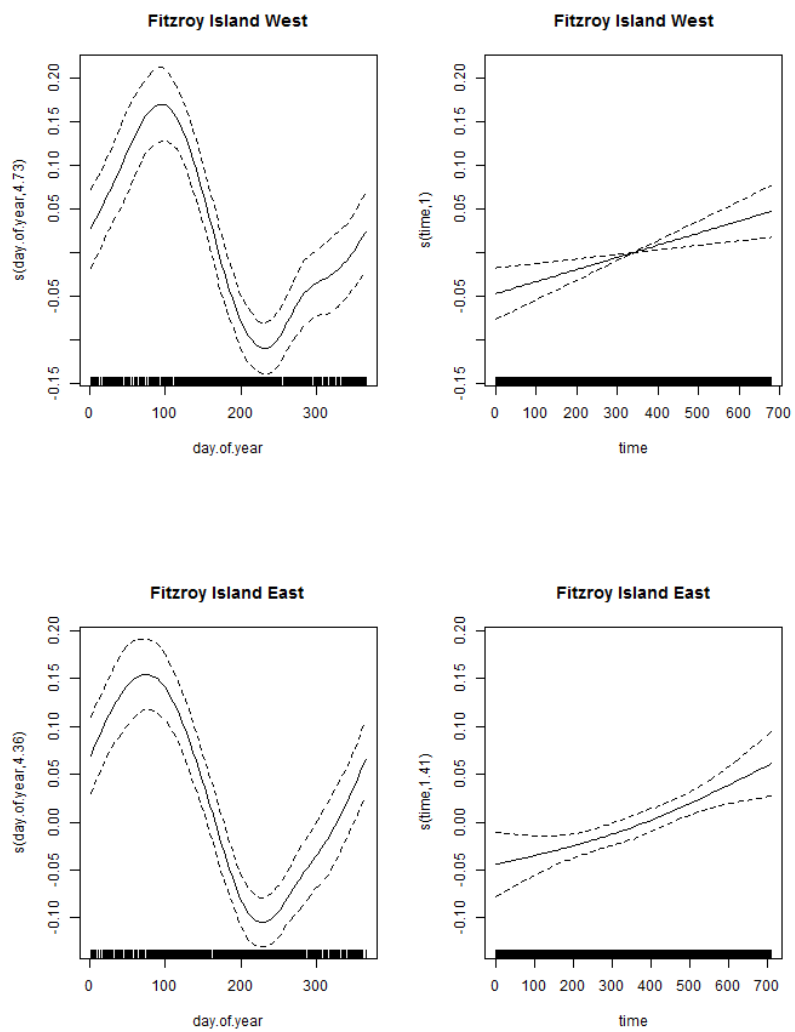 Fitzroy Island West
s(day.of.year,4.73)
-0.15 -0.05 0.05 0.10 0.15 0.20
0 100 200 300
day.of.year
Fitzroy Island West
s(time,1)
-0.15 -0.05 0.05 0.10 0.15 0.20
0 100 200 300 400 500 600 700
time
Fitzroy Island East
s(day.of.year,4.36)
-0.10 -0.05 0.00 0.05 0.10 0.15 0.20
0 100 200 300
day.of.year
Fitzroy Island East
s(time,1.41)
-0.10 -0.05 0.00 0.05 0.10 0.15 0.20
0 100 200 300 400 500 600 700
time